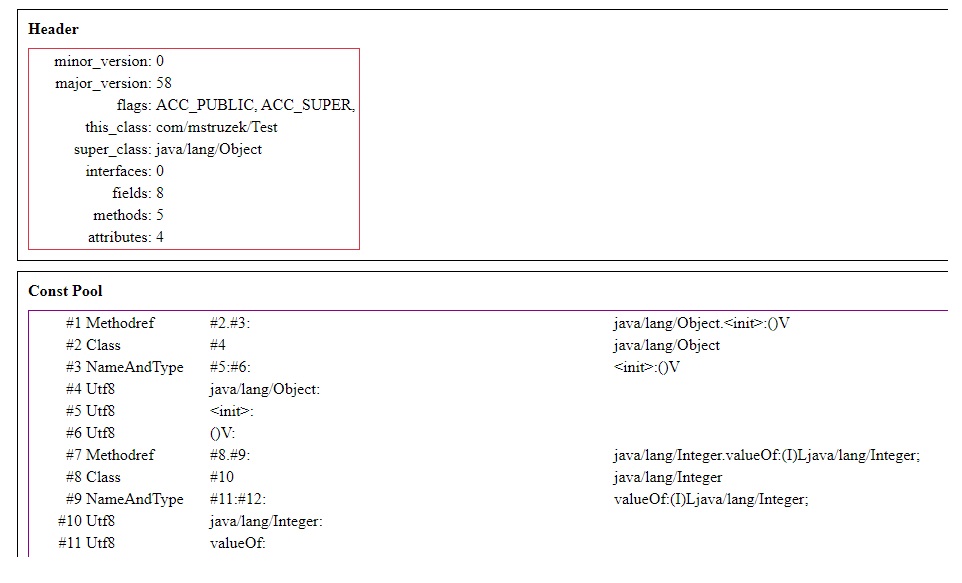 Header
minor_version: 0
major_version: 58
flags: ACC_PUBLIC, ACC_SUPER,
this_class: com/mstruzek/Test
super_class: java/lang/Object
interfaces: 0
fields: 8
methods: 5
attributes: 4
Const Pool
#1 Methodref #2.#3: java/lang/Object.<init>:()V
#2 Class #4 java/lang/Object
#3 NameAndType #5:#6: <init>:()V
#4 Utf8 java/lang/Object:
#5 Utf8 <init>:
#6 Utf8 ()V:
#7 Methodref #8.#9: java/lang/Integer.valueOf:(I)Ljava/lang/Integer;
#8 Class #10 java/lang/Integer
#9 NameAndType #11:#12: valueOf:(I)Ljava/lang/Integer;
#10 Utf8 java/lang/Integer:
#11 Utf8 valueOf: